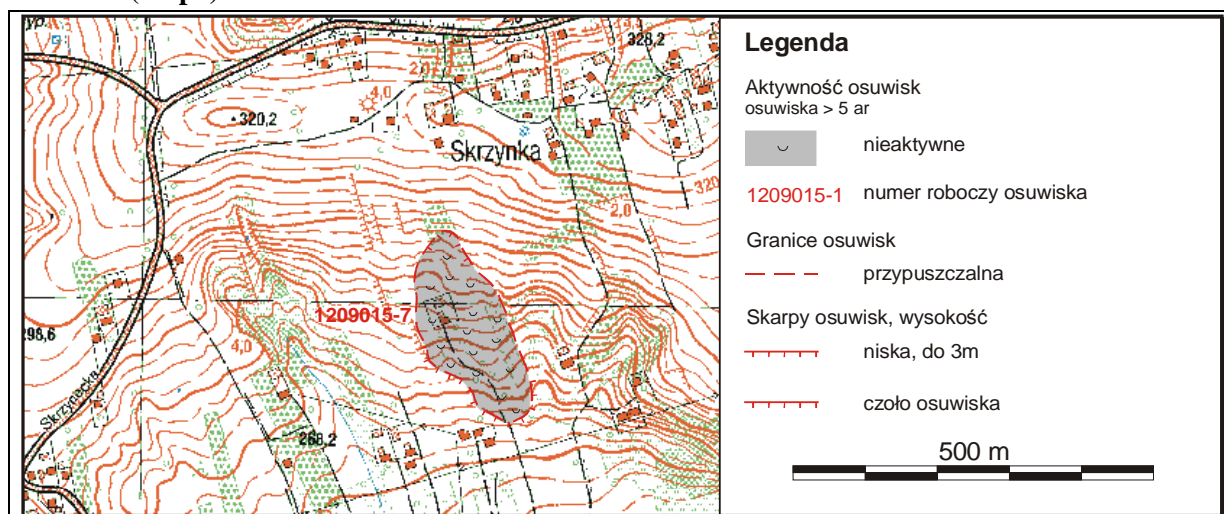 yp.
328,2
2,0
4,0
320,2
Skrzynka
320
2,0
1209015-7
298,6
4,0
Skrzynecka
268,2
Legenda
Aktywność osuwisk
osuwiska > 5 ar
nieaktywne
1209015-1 numer roboczy osuwiska
Granice osuwisk
przypuszczalna
Skarpy osuwisk, wysokość
niska, do 3m
czoło osuwiska
500 m